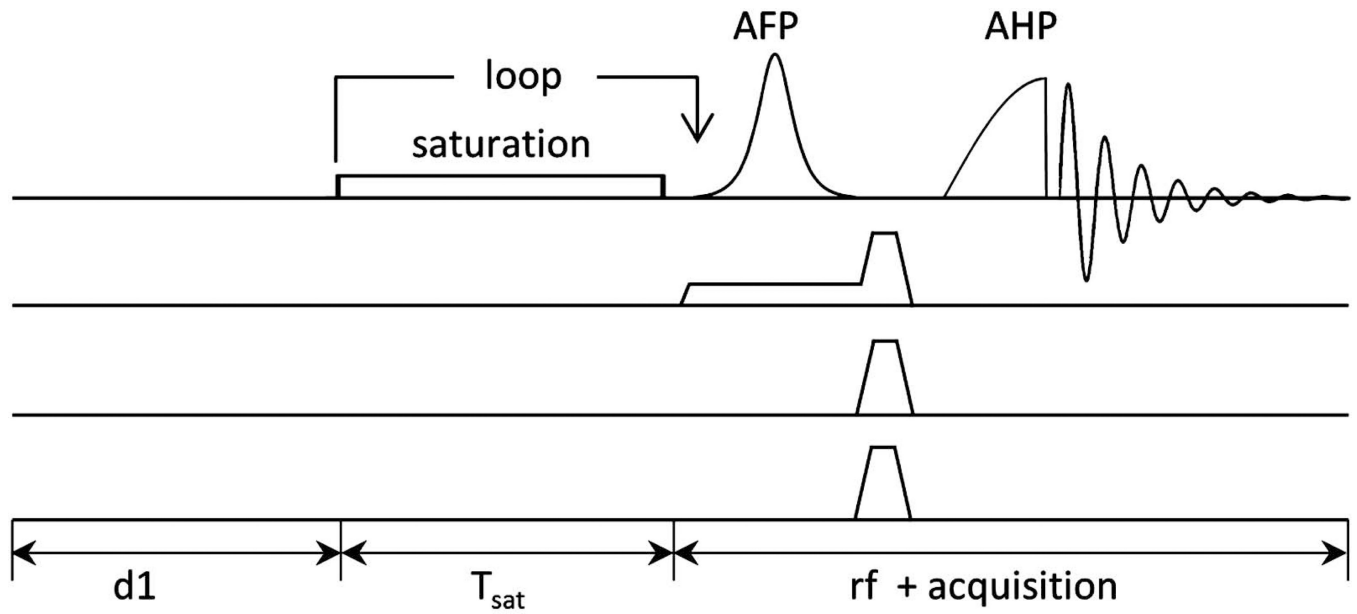 AFP
AHP
loop
saturation
d1
Tsat
rf + acquisition